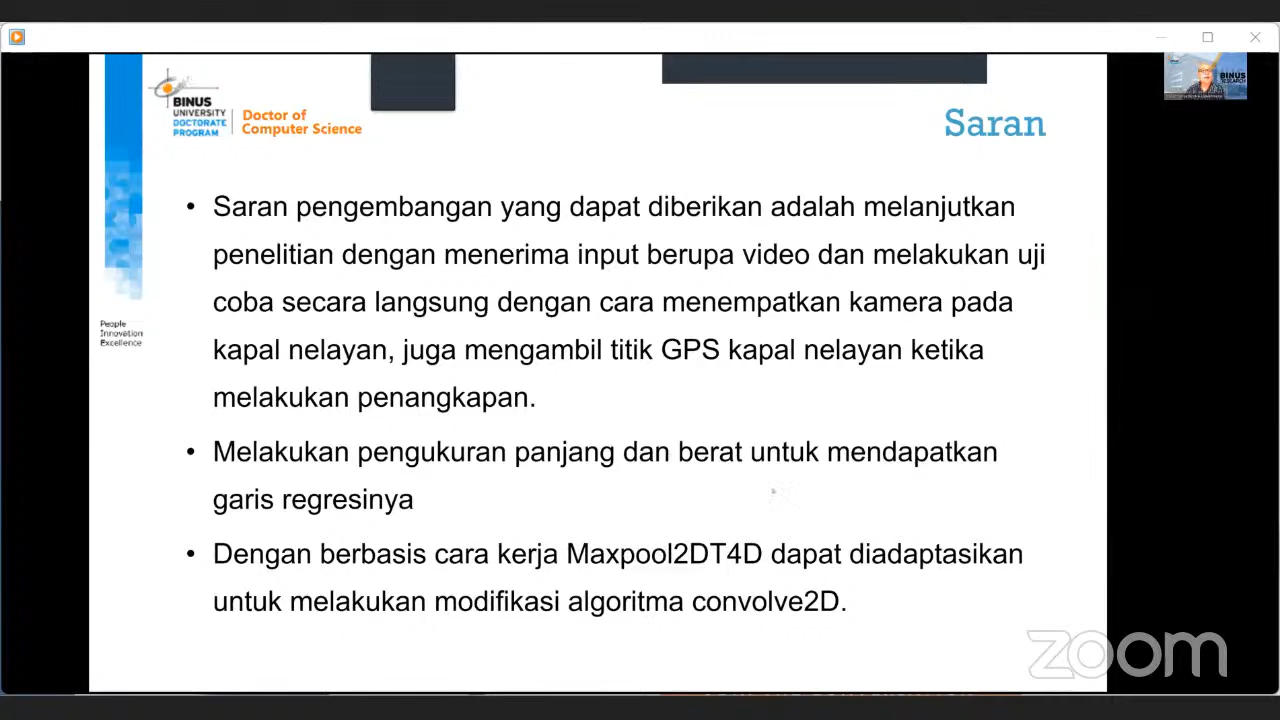 BINUS
UNIVERSITY
DOCTORATE
PROGRAM
Doctor of
Computer Science
BINUS
RESEARCH
Saran
• Saran pengembangan yang dapat diberikan adalah melanjutkan
penelitian dengan menerima input berupa video dan melakukan uji
coba secara langsung dengan cara menempatkan kamera pada
kapal nelayan, juga mengambil titik GPS kapal nelayan ketika
melakukan penangkapan.
People
Innovation
Excellence
• Melakukan pengukuran panjang dan berat untuk mendapatkan
garis regresinya
• Dengan berbasis cara kerja Maxpool2DT4D dapat diadaptasikan
untuk melakukan modifikasi algoritma convolve2D.
zoom